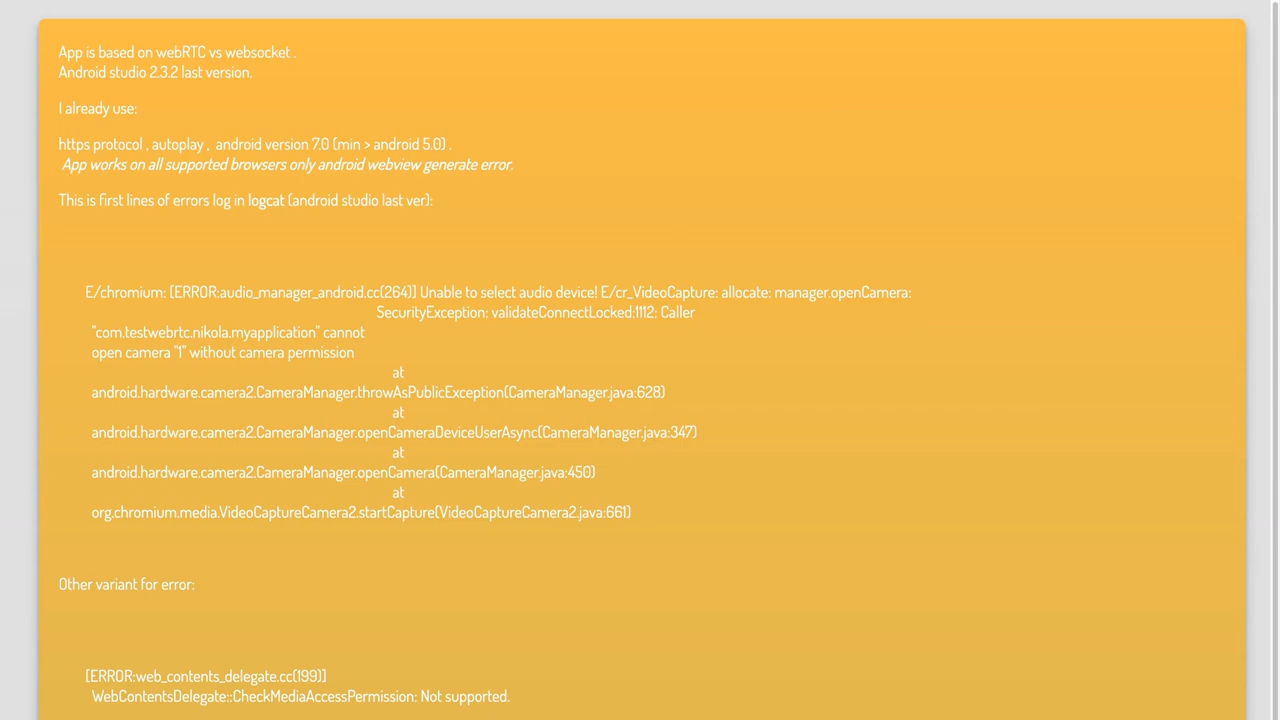 App is based on webRTC vs websocket .
Android studio 2.3.2 last version.
I already use:
https protocol , autoplay ,  android version 7.0 (min > android 5.0) .
App works on all supported browsers only android webview generate error.
This is first lines of errors log in logcat (android studio last ver):
E/chromium: [ERROR:audio_manager_android.cc(264)] Unable to select audio device! E/cr_VideoCapture: allocate: manager.openCamera:
SecurityException: validateConnectLocked:1112: Caller
"com.testwebrtc.nikola.myapplication" cannot
open camera "1" without camera permission
at
android.hardware.camera2.CameraManager.throwAsPublicException(CameraManager.java:628)
at
android.hardware.camera2.CameraManager.openCameraDeviceUserAsync(CameraManager.java:347)
at
android.hardware.camera2.CameraManager.openCamera(CameraManager.java:450)
at
org.chromium.media.VideoCaptureCamera2.startCapture(VideoCaptureCamera2.java:661)
Other variant for error:
[ERROR:web_contents_delegate.cc(199)]
WebContentsDelegate::CheckMediaAccessPermission: Not supported.